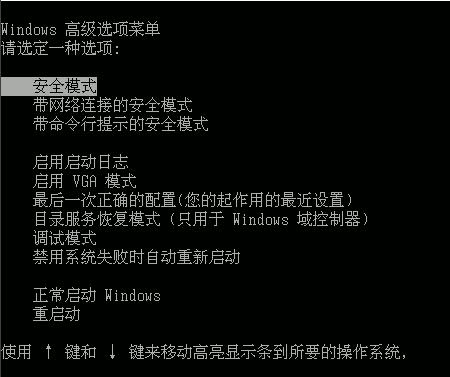 Windows 高级选项菜单
请选定一种选项:
安全模式
带网络连接的安全模式
带命令行提示的安全模式
启用启动日志
启用 VGA 模式
最后一次正确的配置(您的起作用的最近设置)
目录服务恢复模式 (只用于 Windows 域控制器)
调试模式
禁用系统失败时自动重新启动
正常启动 Windows
重启动
使用 ↑ 键和 ↓ 键来移动高亮显示条到所要的操作系统，